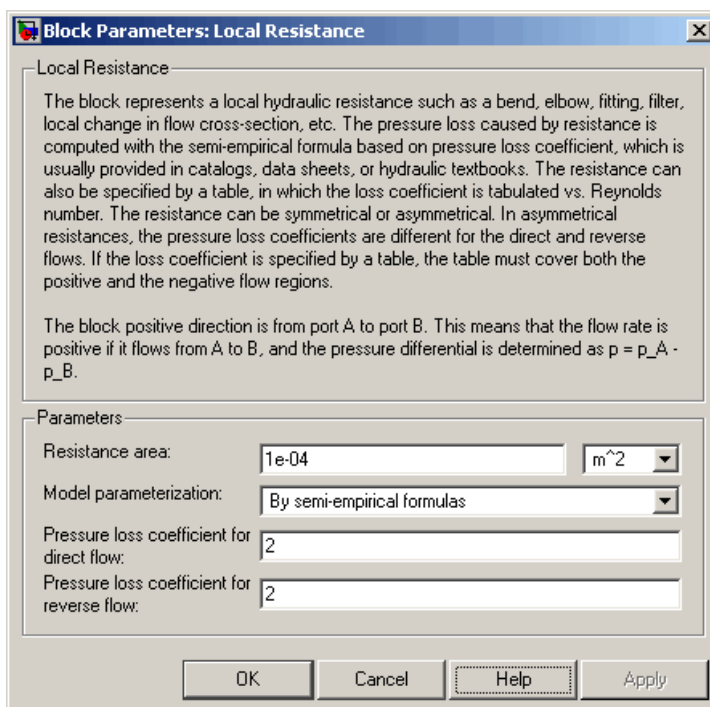 Block Parameters: Local Resistance
Local Resistance
The block represents a local hydraulic resistance such as a bend, elbow, fitting, filter,
local change in flow cross-section, etc. The pressure loss caused by resistance is
computed with the semi-empirical formula based on pressure loss coefficient, which is
usually provided in catalogs, data sheets, or hydraulic textbooks. The resistance can
also be specified by a table, in which the loss coefficient is tabulated vs. Reynolds
number. The resistance can be symmetrical or asymmetrical. In asymmetrical
resistances, the pressure loss coefficients are different for the direct and reverse
flows. If the loss coefficient is specified by a table, the table must cover both the
positive and the negative flow regions.
The block positive direction is from port A to port B. This means that the flow rate is
positive if it flows from A to B, and the pressure differential is determined as p = p_A -
p_B.
Parameters
Resistance area: 1e-04 m^2
Model parameterization: By semi-empirical formulas
Pressure loss coefficient for
direct flow: 2
Pressure loss coefficient for
reverse flow: 2
OK Cancel Help Apply